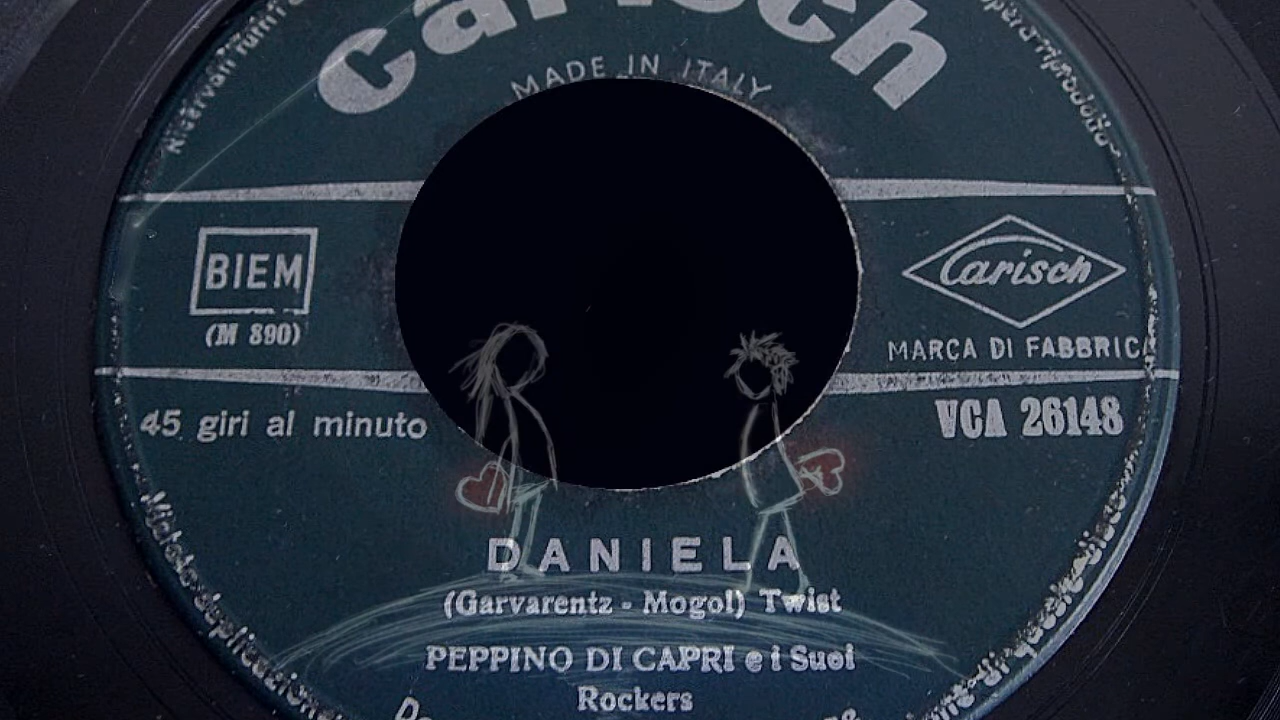 Carisch
MADE IN ITALY
BIEM
(M 890)
Carisch
MARCA DI FABBRICA
45 giri al minuto
VCA 26148
DANIELA
(Garvarentz - Mogol) Twist
PEPPINO DI CAPRI e i Suoi
Rockers